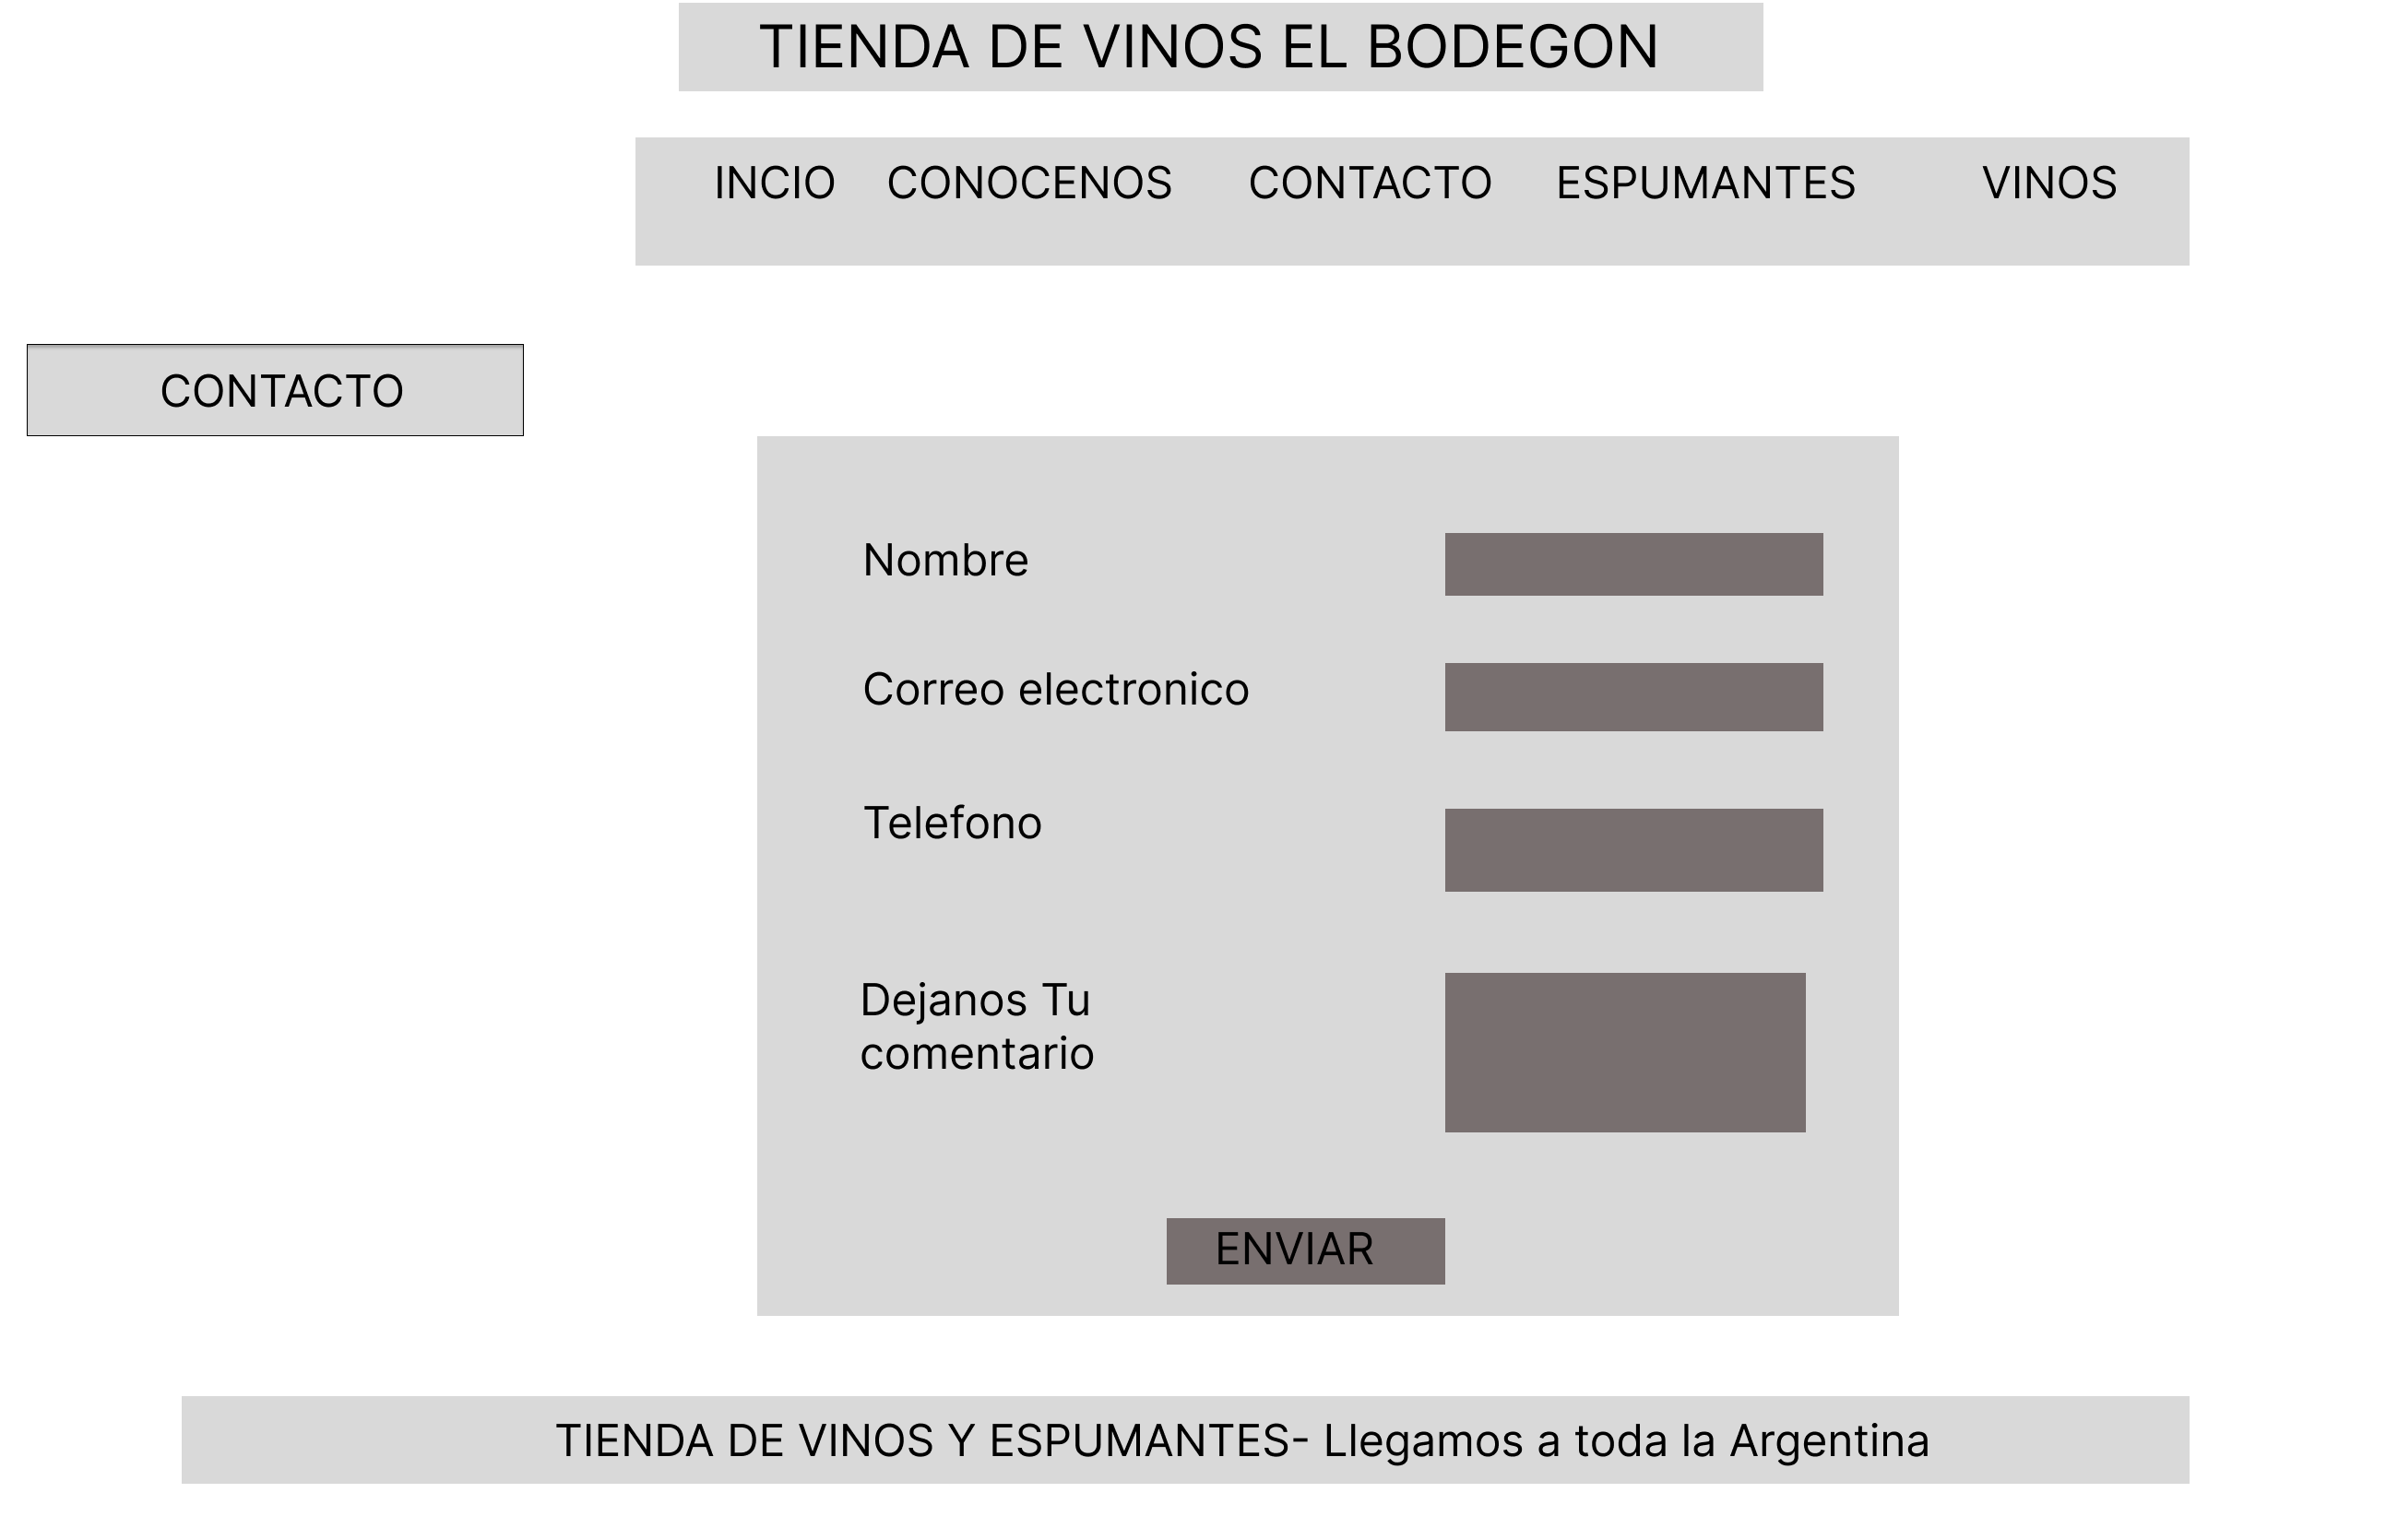 TIENDA DE VINOS EL BODEGON
INCIO CONOCENOS CONTACTO ESPUMANTES VINOS
CONTACTO
Nombre
Correo electronico
Telefono
Dejanos Tu
comentario
ENVIAR
TIENDA DE VINOS Y ESPUMANTES- Llegamos a toda la Argentina